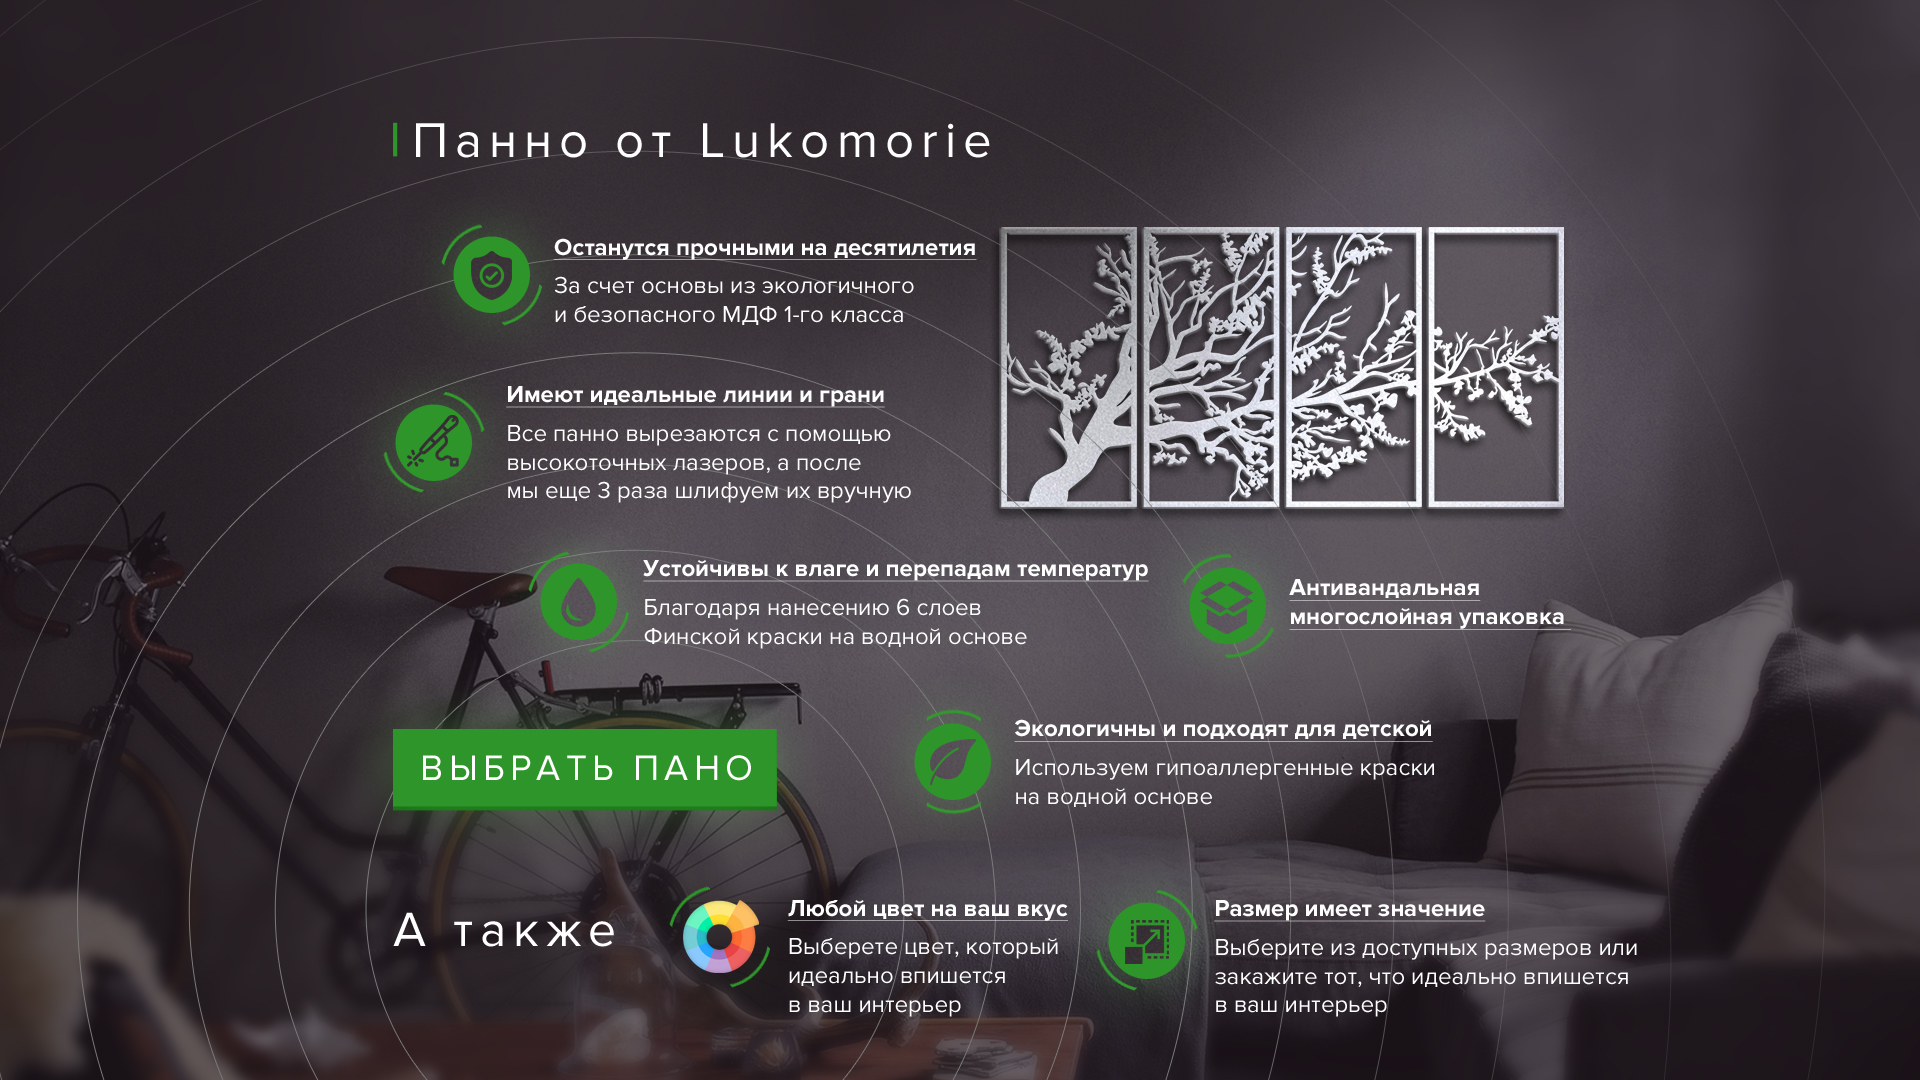 Панно от Lukomorie
Останутся прочными на десятилетия
За счет основы из экологичного
и безопасного МДФ 1-го класса
Имеют идеальные линии и грани
Все панно вырезаются с помощью
высокоточных лазеров, а после
мы еще 3 раза шлифуем их вручную
Устойчивы к влаге и перепадам температур
Благодаря нанесению 6 слоев
Финской краски на водной основе
Антивандальная
многослойная упаковка
ВЫБРАТЬ ПАНО
Экологичны и подходят для детской
Используем гипоаллергенные краски
на водной основе
А также
Любой цвет на ваш вкус
Выберете цвет, который
идеально впишется
в ваш интерьер
Размер имеет значение
Выберите из доступных размеров или
закажите тот, что идеально впишется
в ваш интерьер